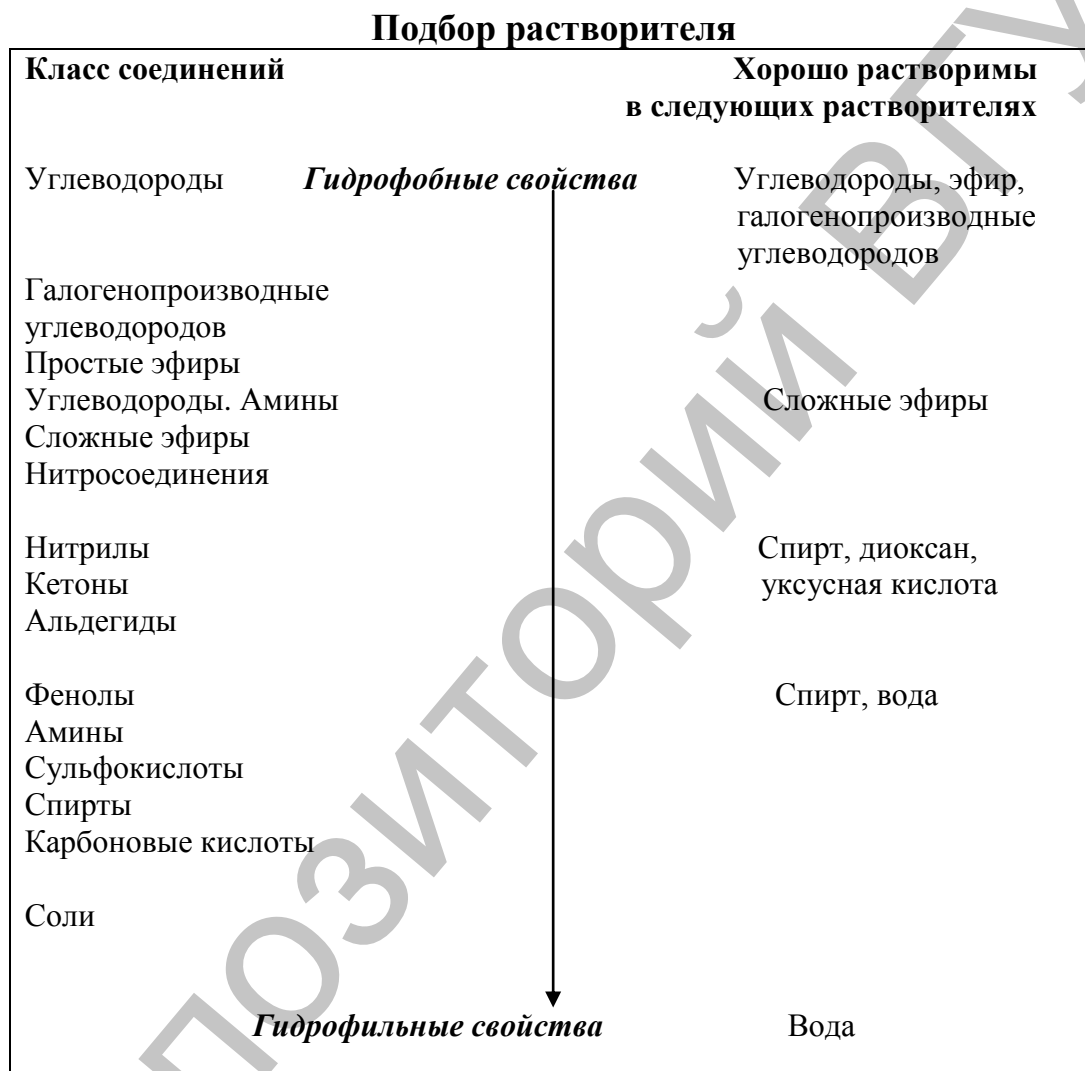 Подбор растворителя
Класс соединений Хорошо растворимы
в следующих растворителях
Углеводороды Гидрофобные свойства Углеводороды, эфир,
галогенопроизводные
углеводородов
Галогенопроизводные
углеводородов
Простые эфиры
Углеводороды. Амины Сложные эфиры
Сложные эфиры
Нитросоединения
Нитрилы Спирт, диоксан,
Кетоны уксусная кислота
Альдегиды
Фенолы Спирт, вода
Амины
Сульфокислоты
Спирты
Карбоновые кислоты
Соли
Гидрофильные свойства Вода
позиторий ВГУ